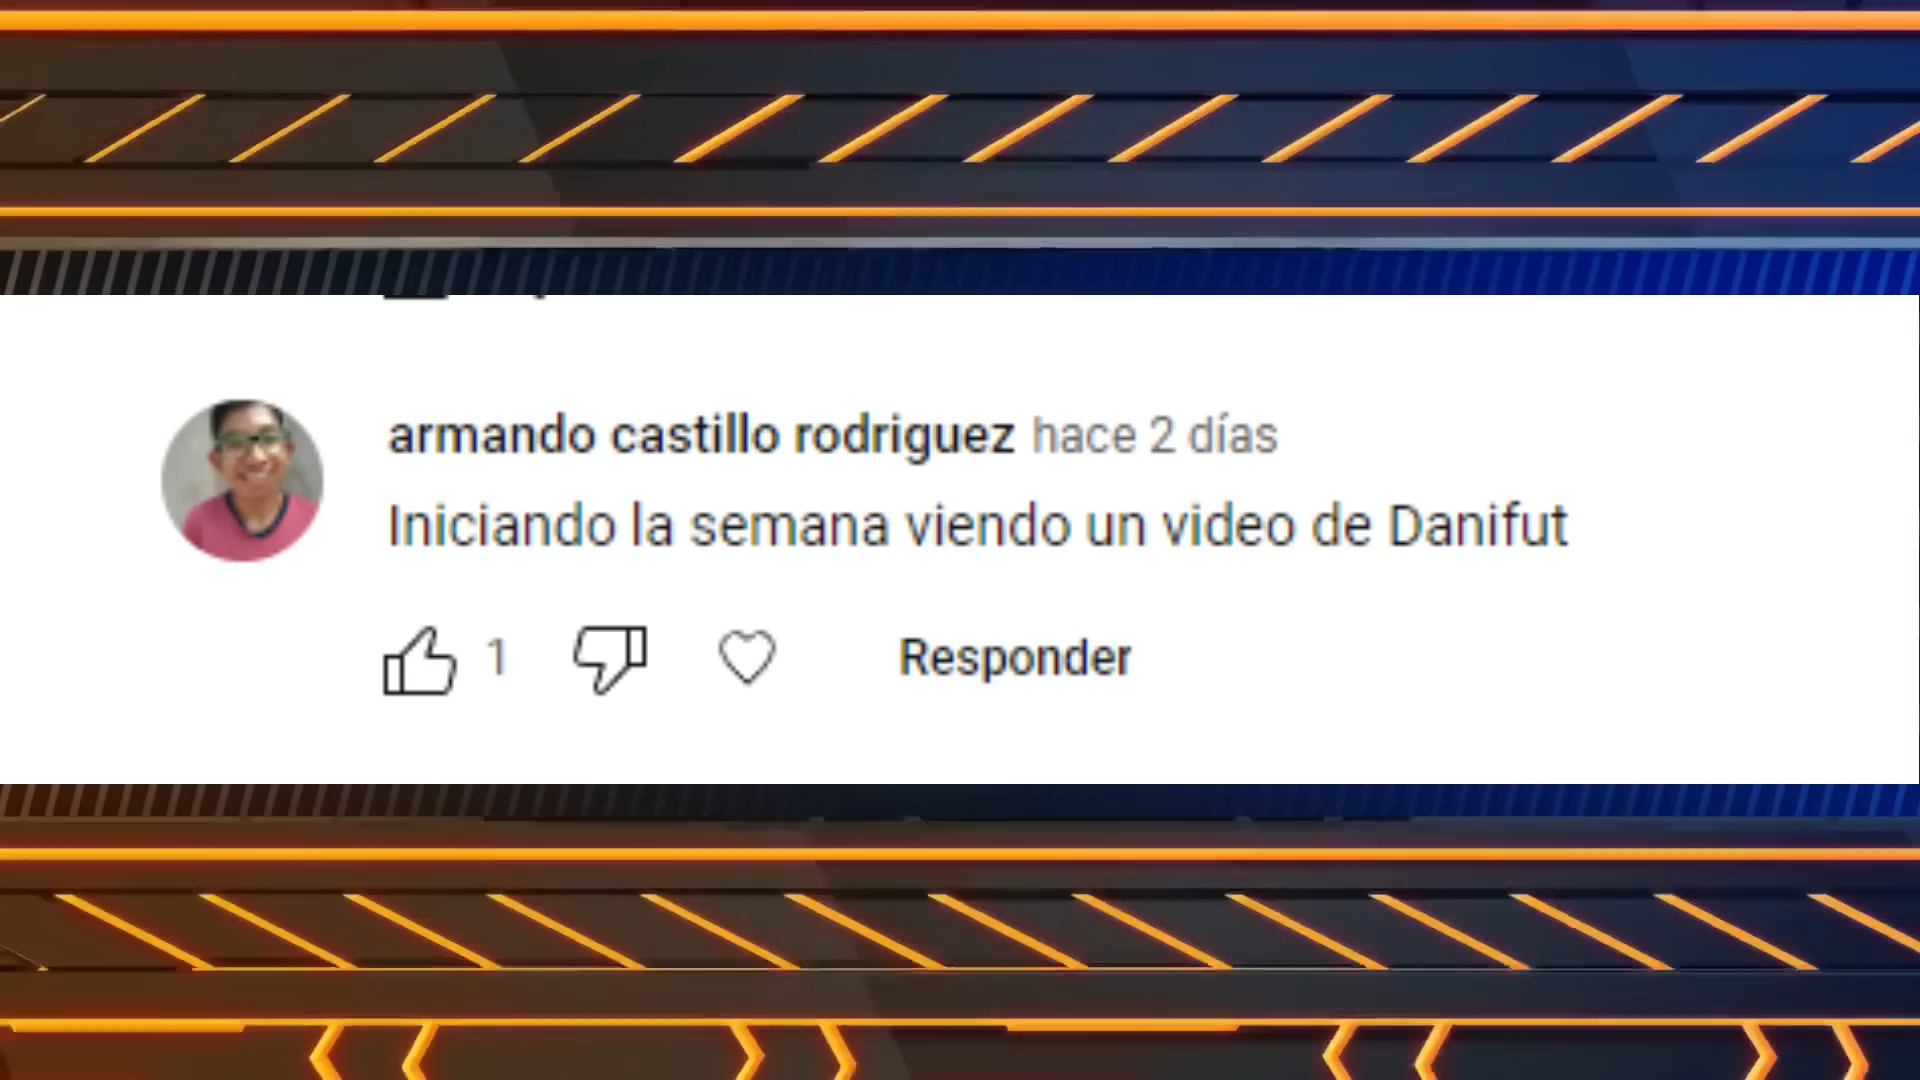 armando castillo rodriguez hace 2 días
Iniciando la semana viendo un video de Danifut
1 Responder